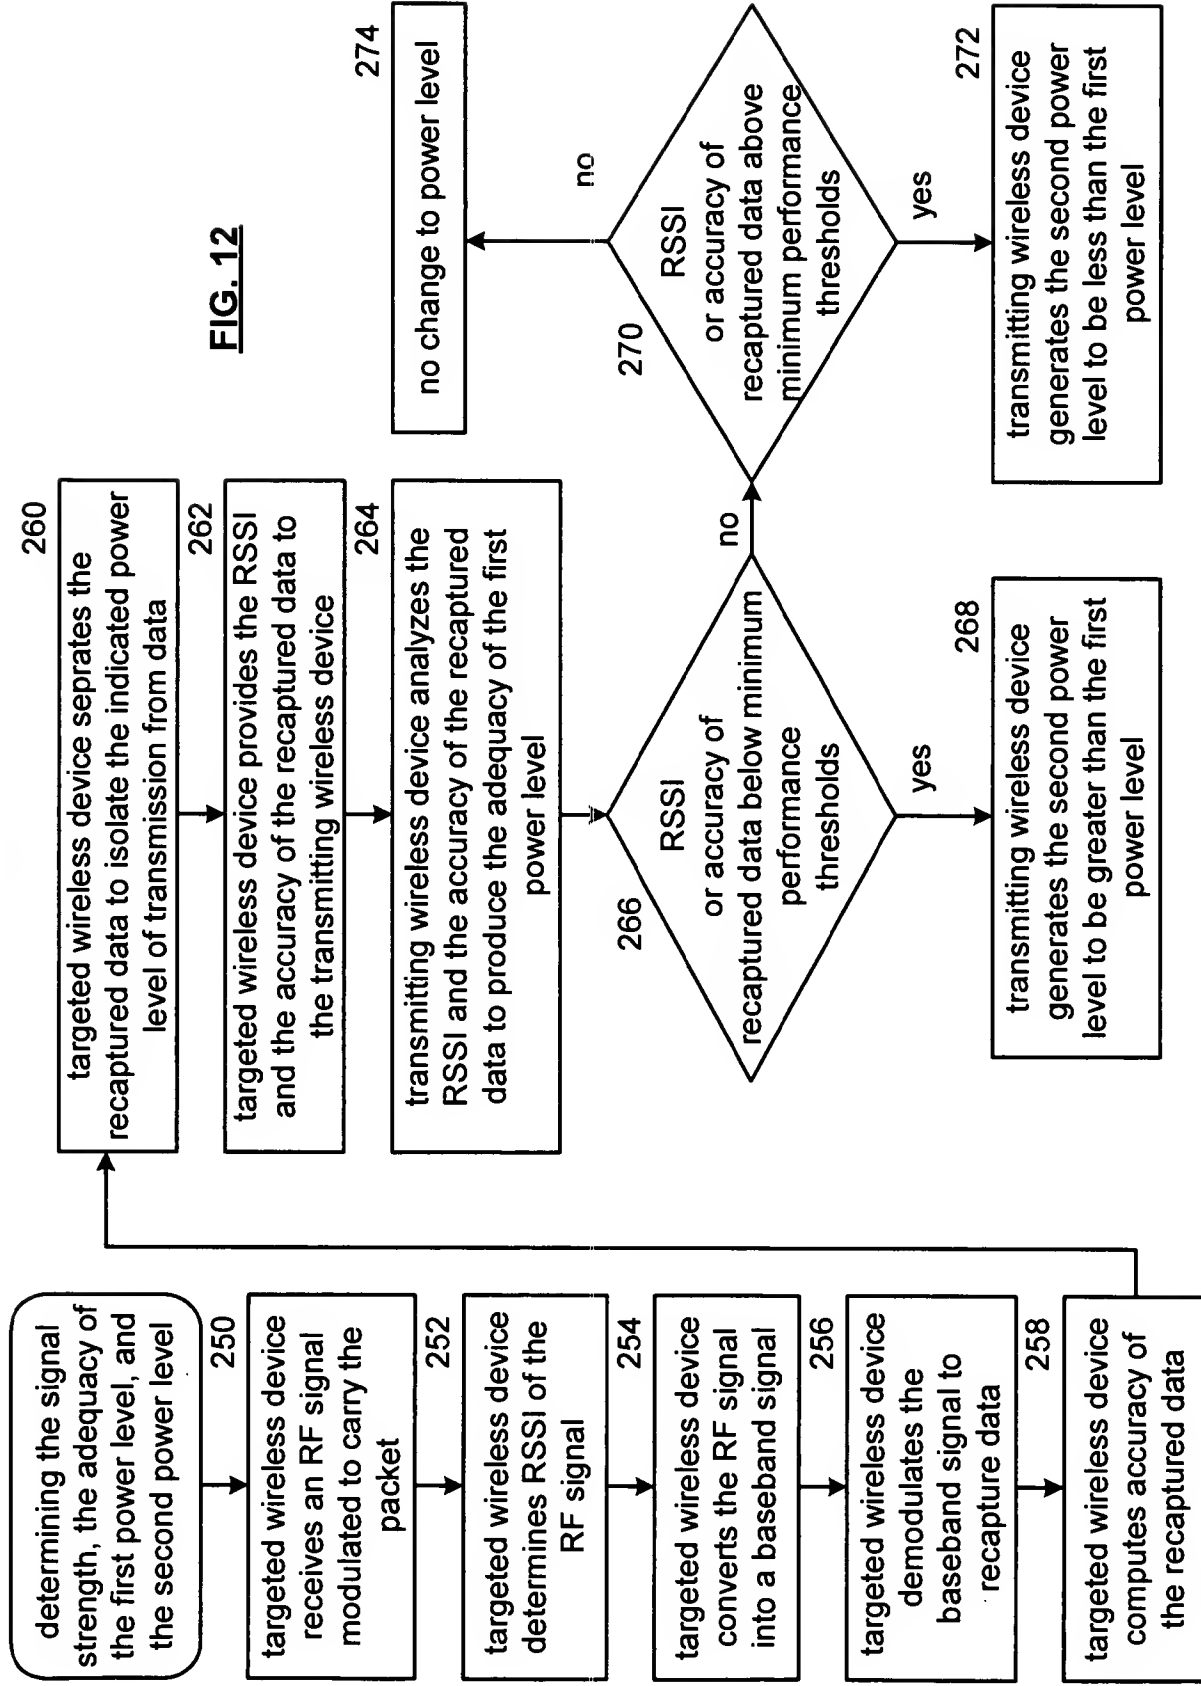 determining the signal
strength, the adequacy of
the first power level, and
the second power level
250
targeted wireless device
receives an RF signal
modulated to carry the
packet
252
targeted wireless device
determines RSSI of the
RF signal
254
targeted wireless device
converts the RF signal
into a baseband signal
256
targeted wireless device
demodulates the
baseband signal to
recapture data
258
targeted wireless device
computes accuracy of
the recaptured data
260
targeted wireless device seprates the
recaptured data to isolate the indicated power
level of transmission from data
262
targeted wireless device provides the RSSI
and the accuracy of the recaptured data to
the transmitting wireless device
264
transmitting wireless device analyzes the
RSSI and the accuracy of the recaptured
data to produce the adequacy of the first
power level
266
RSSI
or accuracy of
recaptured data below minimum
performance
thresholds
no
yes
268
transmitting wireless device
generates the second power
level to be greater than the first
power level
270
RSSI
or accuracy of
recaptured data above
minimum performance
thresholds
no
yes
272
transmitting wireless device
generates the second power
level to be less than the first
power level
274
no change to power level
FIG. 12